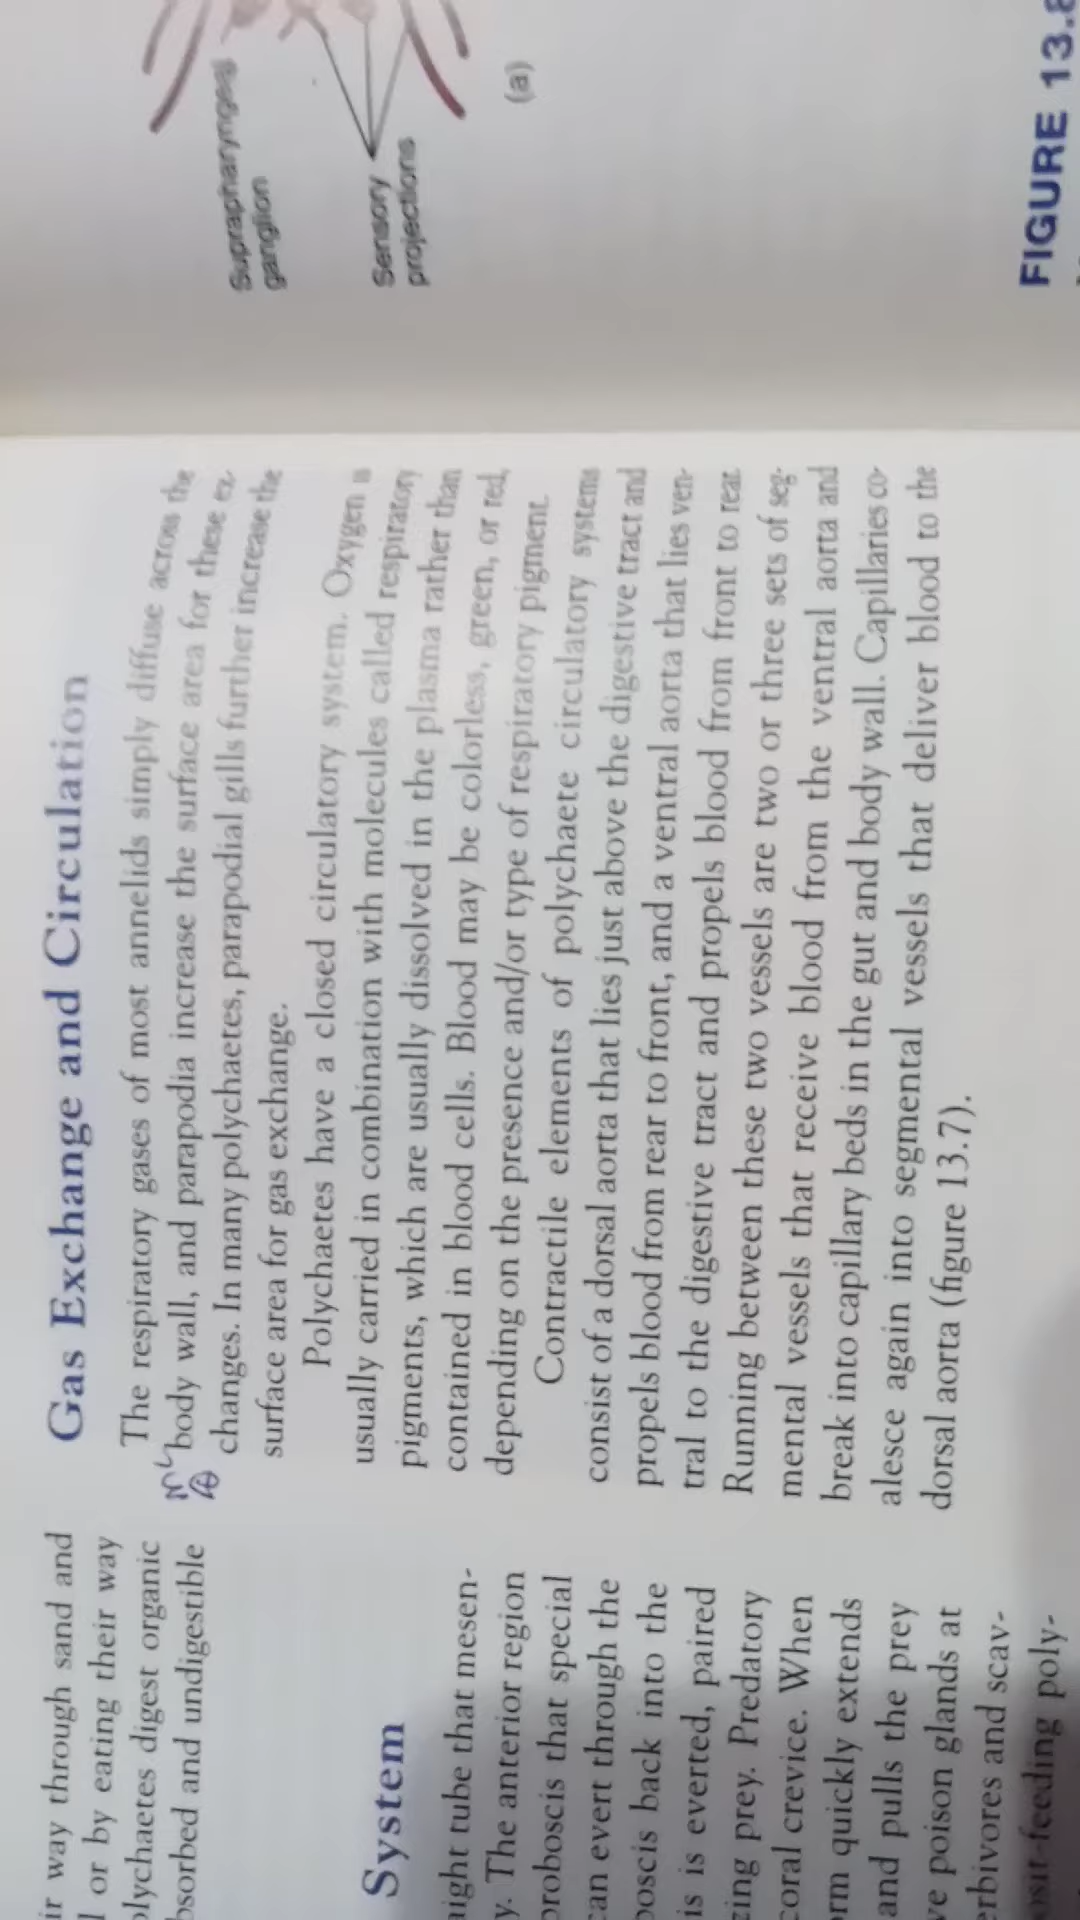 ir way through sand and
l or by eating their way
olychaetes digest organic
bsorbed and undigestible
System
aight tube that mesen-
y. The anterior region
proboscis that special
can evert through the
boscis back into the
is is everted, paired
zing prey. Predatory
coral crevice. When
orm quickly extends
and pulls the prey
ve poison glands at
erbivores and scav-
osit-feeding poly-
Gas Exchange and Circulation
The respiratory gases of most annelids simply diffuse across the
body wall, and parapodia increase the surface area for these ex-
changes. In many polychaetes, parapodial gills further increase the
surface area for gas exchange.
Polychaetes have a closed circulatory system. Oxygen is
usually carried in combination with molecules called respiratory
pigments, which are usually dissolved in the plasma rather than
contained in blood cells. Blood may be colorless, green, or red,
depending on the presence and/or type of respiratory pigment.
Contractile elements of polychaete circulatory systems
consist of a dorsal aorta that lies just above the digestive tract and
propels blood from rear to front, and a ventral aorta that lies ven-
tral to the digestive tract and propels blood from front to rear.
Running between these two vessels are two or three sets of seg-
mental vessels that receive blood from the ventral aorta and
break into capillary beds in the gut and body wall. Capillaries co-
alesce again into segmental vessels that deliver blood to the
dorsal aorta (figure 13.7).
Suprapharyngeal
ganglion
Sensory
projections
(a)
FIGURE 13.8